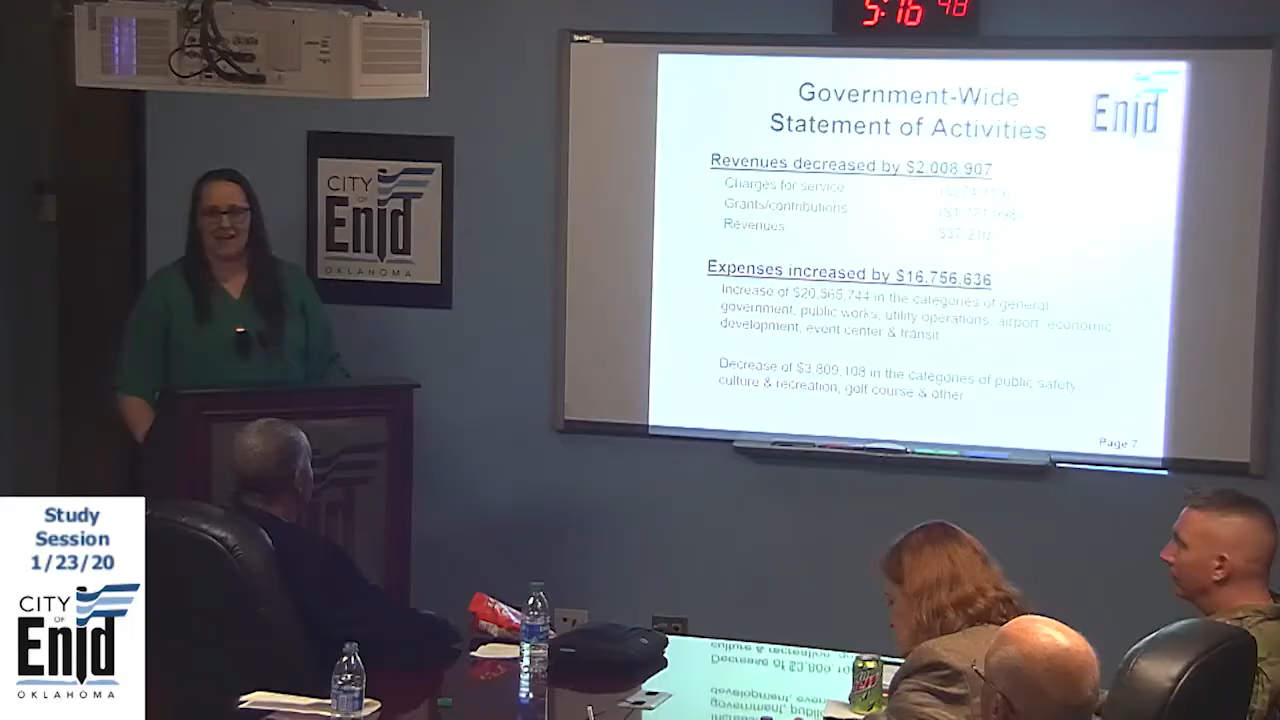 5:16 48
Government-Wide
Statement of Activities
Enid
Revenues decreased by $2,008,907
Charges for service
Grants/contributions
Revenues
Expenses increased by $16,756,636
Increase of $20,565,744 in the categories of general
government, public works, utility operations, airport, economic
development, event center & transit
Decrease of $3,809,108 in the categories of public safety,
culture & recreation, golf course & other
Page 7
CITY
OF
Enid
OKLAHOMA
Study
Session
1/23/20
CITY
OF
Enid
OKLAHOMA